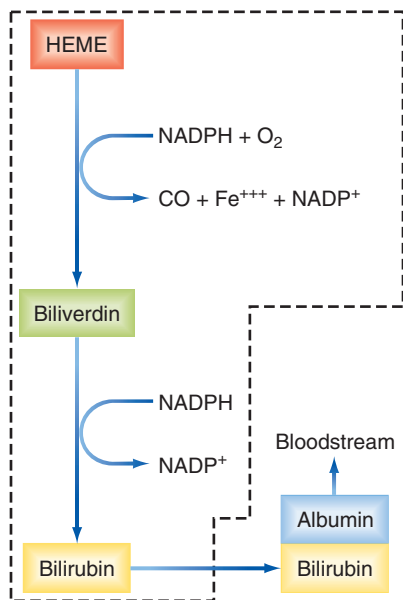 HEME
NADPH + O₂
CO + Fe⁺⁺⁺ + NADP⁺
Biliverdin
NADPH
NADP⁺
Bloodstream
Albumin
Bilirubin
Bilirubin